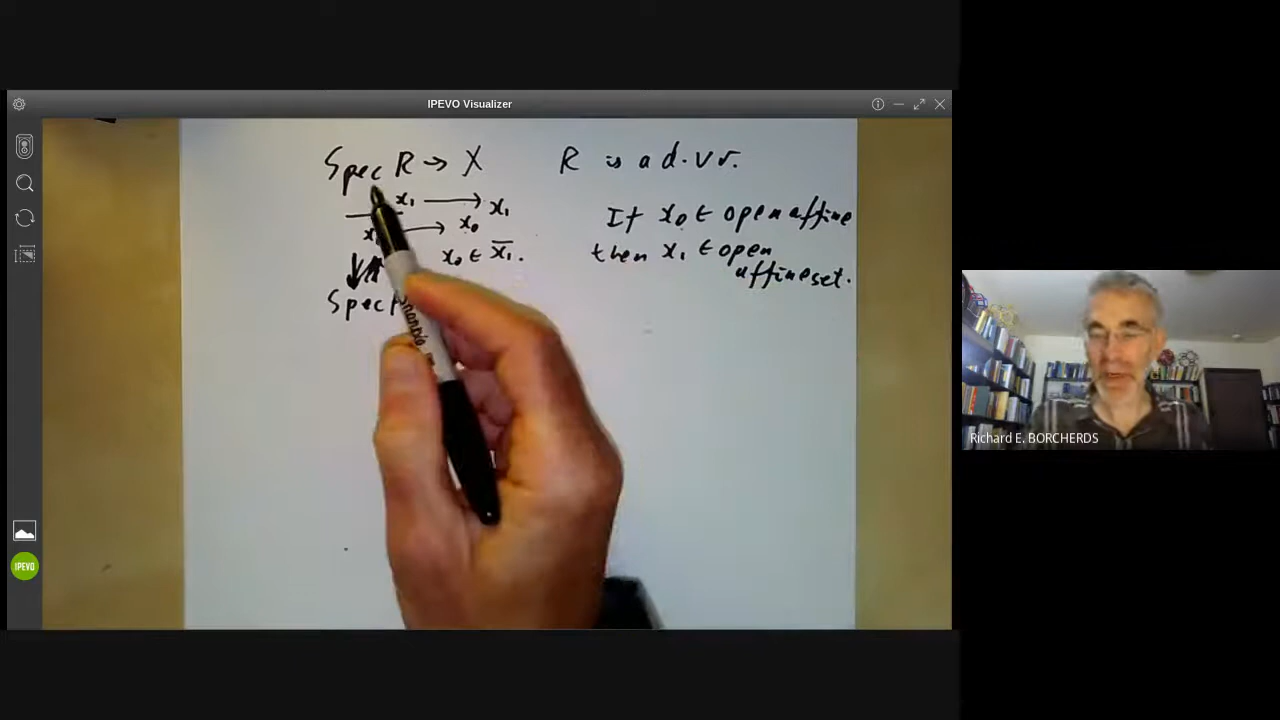 IPEVO Visualizer
Spec R → X R is a d.v.r.
x₁ → x₁ If x₀ ∈ open affine
→ x₀
x₀ ∈ x̄₁. then x₁ ∈ open
affine set.
Spec
Sharpie
IPEVO
Richard E. BORCHERDS